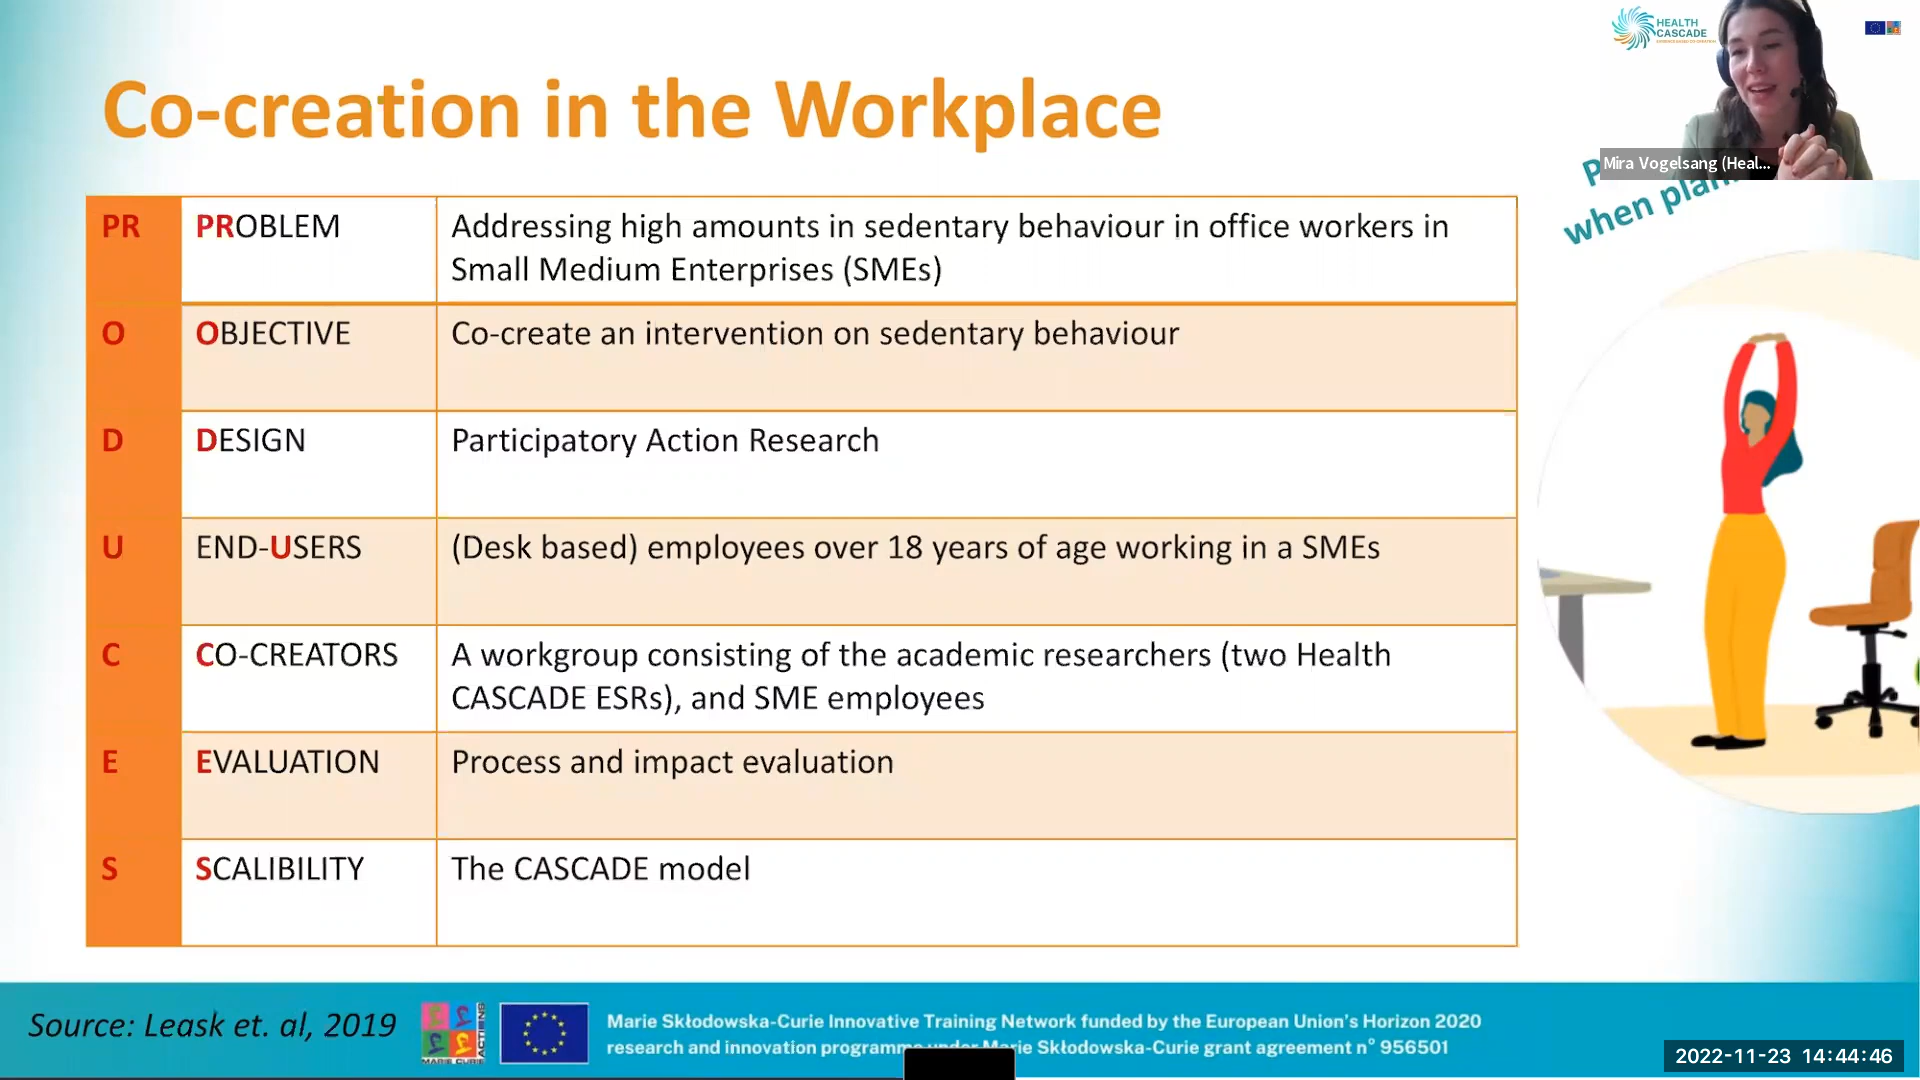 Co-creation in the Workplace
HEALTH
CASCADE
Mira Vogelsang (Heal...
when
PR PROBLEM Addressing high amounts in sedentary behaviour in office workers in
Small Medium Enterprises (SMEs)
O OBJECTIVE Co-create an intervention on sedentary behaviour
D DESIGN Participatory Action Research
U END-USERS (Desk based) employees over 18 years of age working in a SMEs
C CO-CREATORS A workgroup consisting of the academic researchers (two Health
CASCADE ESRs), and SME employees
E EVALUATION Process and impact evaluation
S SCALIBILITY The CASCADE model
Source: Leask et. al, 2019
MARIE CURIE ACTIONS
Marie Skłodowska-Curie Innovative Training Network funded by the European Union's Horizon 2020
research and innovation programme under Marie Skłodowska-Curie grant agreement n° 956501
2022-11-23 14:44:46